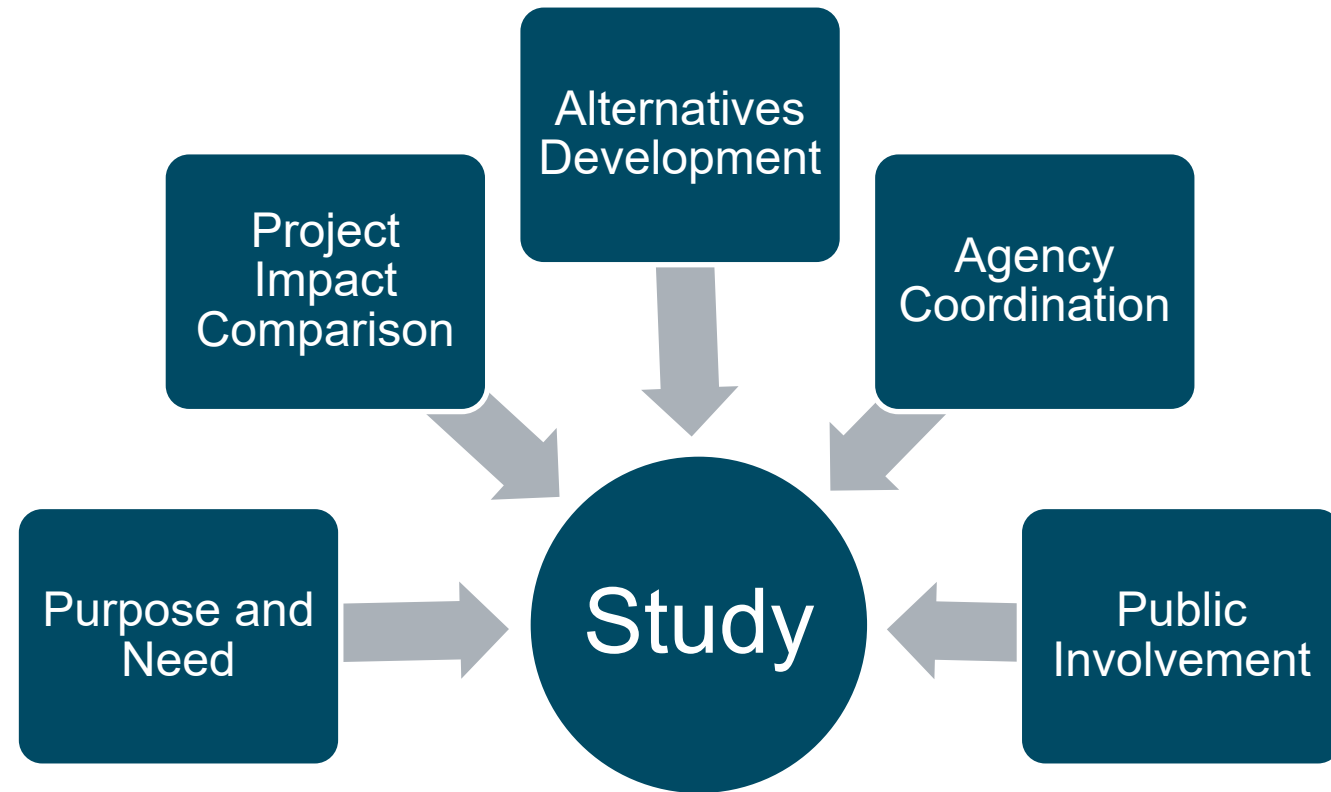 Alternatives
Development
Project
Impact
Comparison
Agency
Coordination
Purpose and
Need
Study
Public
Involvement